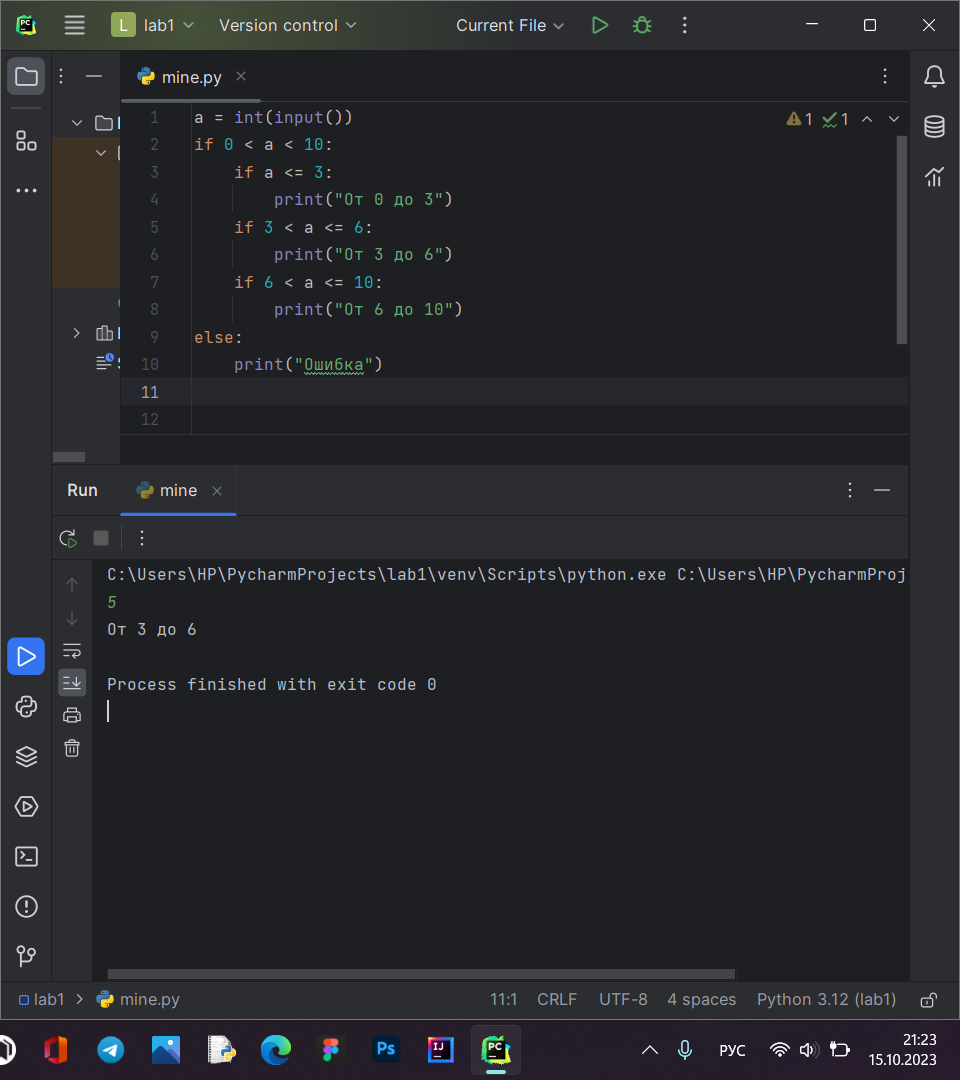 PC
L lab1 Version control Current File
mine.py
1 a = int(input())
2 if 0 < a < 10:
3 if a <= 3:
4 print("От 0 до 3")
5 if 3 < a <= 6:
6 print("От 3 до 6")
7 if 6 < a <= 10:
8 print("От 6 до 10")
9 else:
10 print("Ошибка")
11
12
1 1
Run mine
C:\Users\HP\PycharmProjects\lab1\venv\Scripts\python.exe C:\Users\HP\PycharmProj
5
От 3 до 6
Process finished with exit code 0
lab1 mine.py 11:1 CRLF UTF-8 4 spaces Python 3.12 (lab1)
Ps IJ PC РУС 21:23
15.10.2023